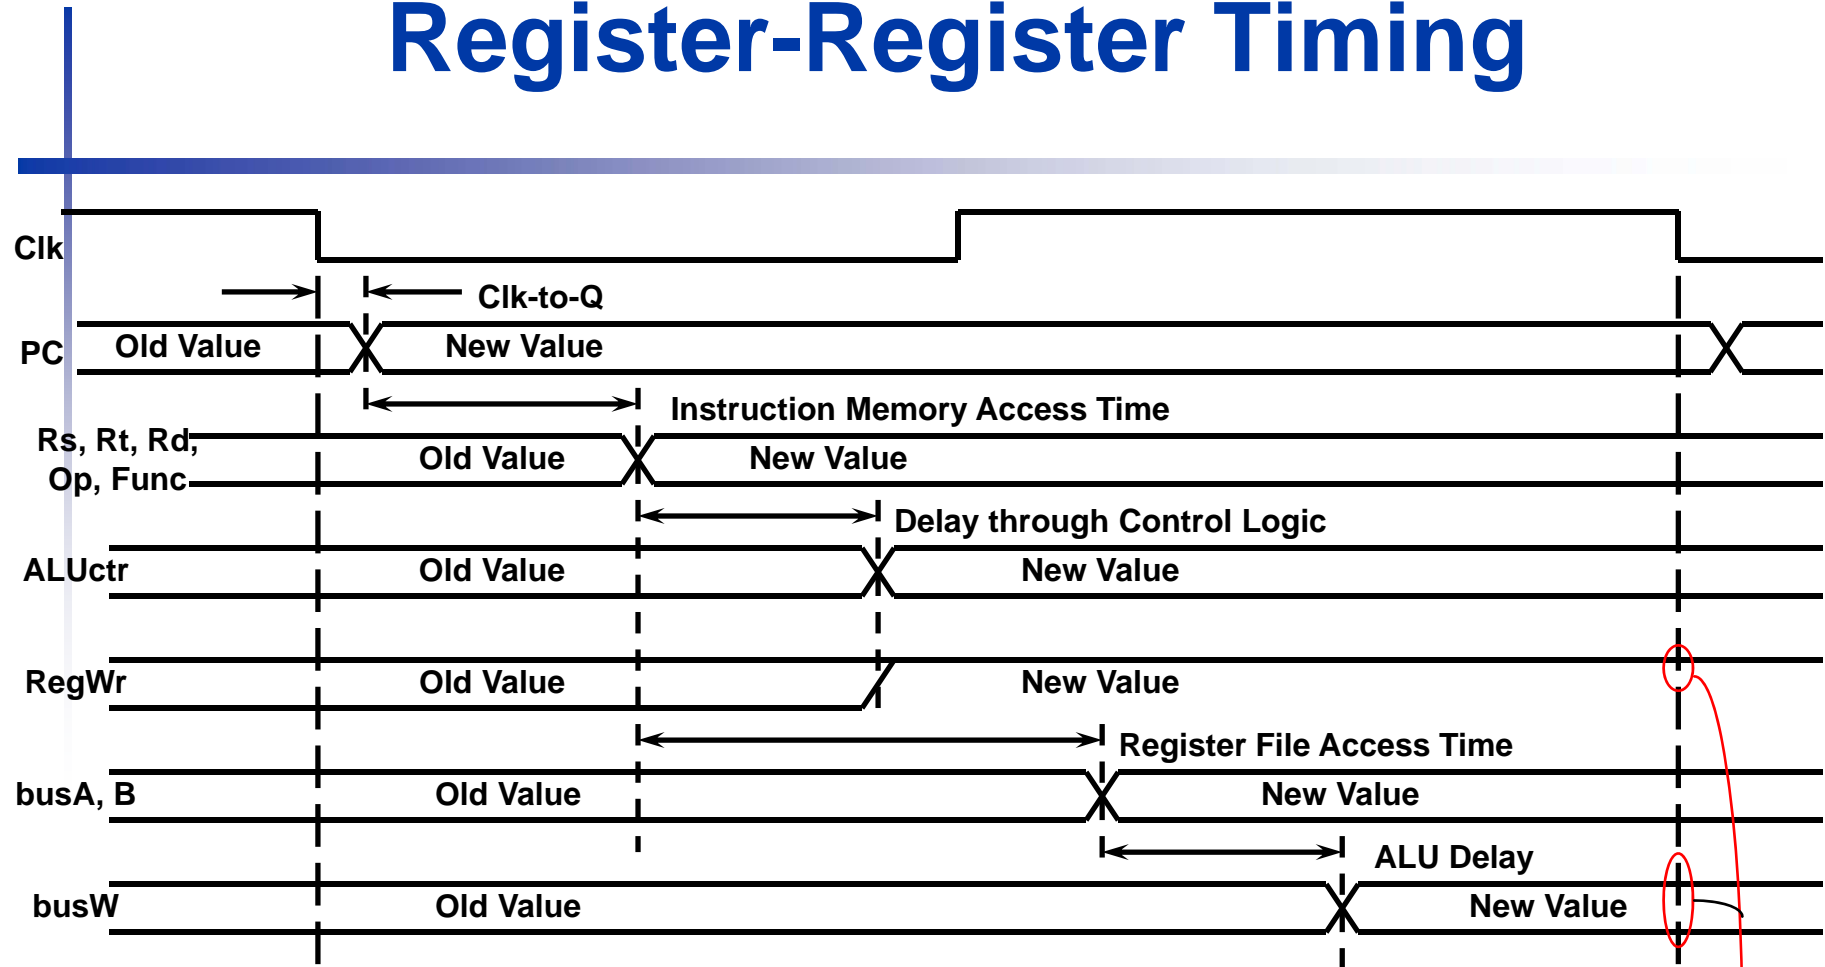 Register-Register Timing
Clk
Clk-to-Q
PC
Old Value
New Value
Instruction Memory Access Time
Rs, Rt, Rd,
Op, Func
Old Value
New Value
Delay through Control Logic
ALUctr
Old Value
New Value
RegWr
Old Value
New Value
Register File Access Time
busA, B
Old Value
New Value
ALU Delay
busW
Old Value
New Value